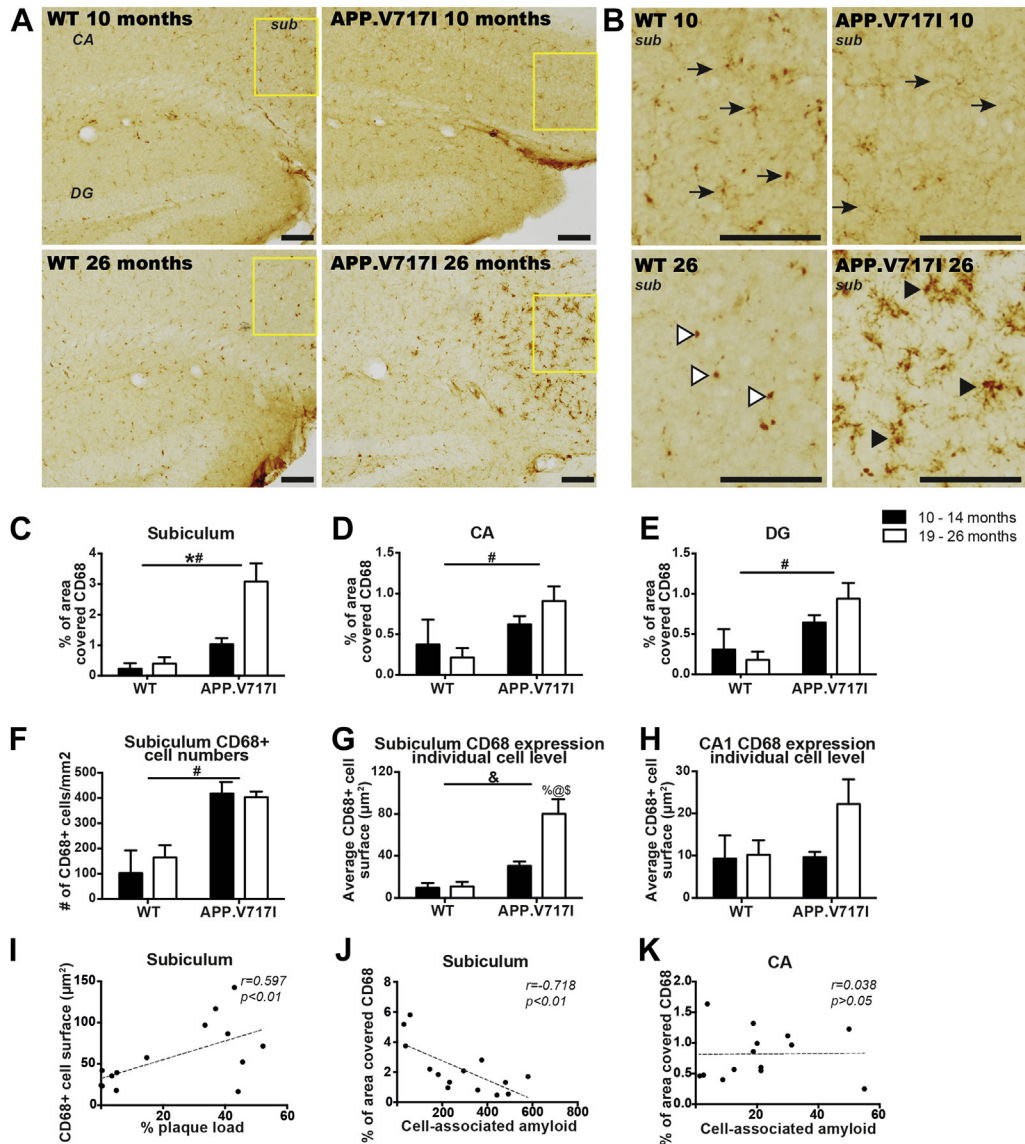 A
WT 10 months
CA
sub
DG
APP.V717I 10 months
WT 26 months
APP.V717I 26 months
B
WT 10
sub
APP.V717I 10
sub
WT 26
sub
APP.V717I 26
sub
10 - 14 months
19 - 26 months
C
Subiculum
% of area
covered CD68
4
3
2
1
0
*#
WT
APP.V717I
D
CA
% of area
covered CD68
1.5
1.0
0.5
0.0
#
WT
APP.V717I
E
DG
% of area
covered CD68
1.5
1.0
0.5
0.0
#
WT
APP.V717I
F
Subiculum CD68+
cell numbers
# of CD68+ cells/mm2
500
400
300
200
100
0
#
WT
APP.V717I
G
Subiculum CD68 expression
individual cell level
Average CD68+ cell
surface (µm²)
120
80
40
0
&
%@$
WT
APP.V717I
H
CA1 CD68 expression
individual cell level
Average CD68+ cell
surface (µm²)
30
20
10
0
WT
APP.V717I
I
Subiculum
CD68+ cell surface (µm²)
150
100
50
0
r=0.597
p<0.01
0
20
40
60
% plaque load
J
Subiculum
% of area covered CD68
8
6
4
2
0
r=-0.718
p<0.01
0
200
400
600
800
Cell-associated amyloid
K
CA
% of area covered CD68
2.0
1.5
1.0
0.5
0.0
r=0.038
p>0.05
0
20
40
60
Cell-associated amyloid